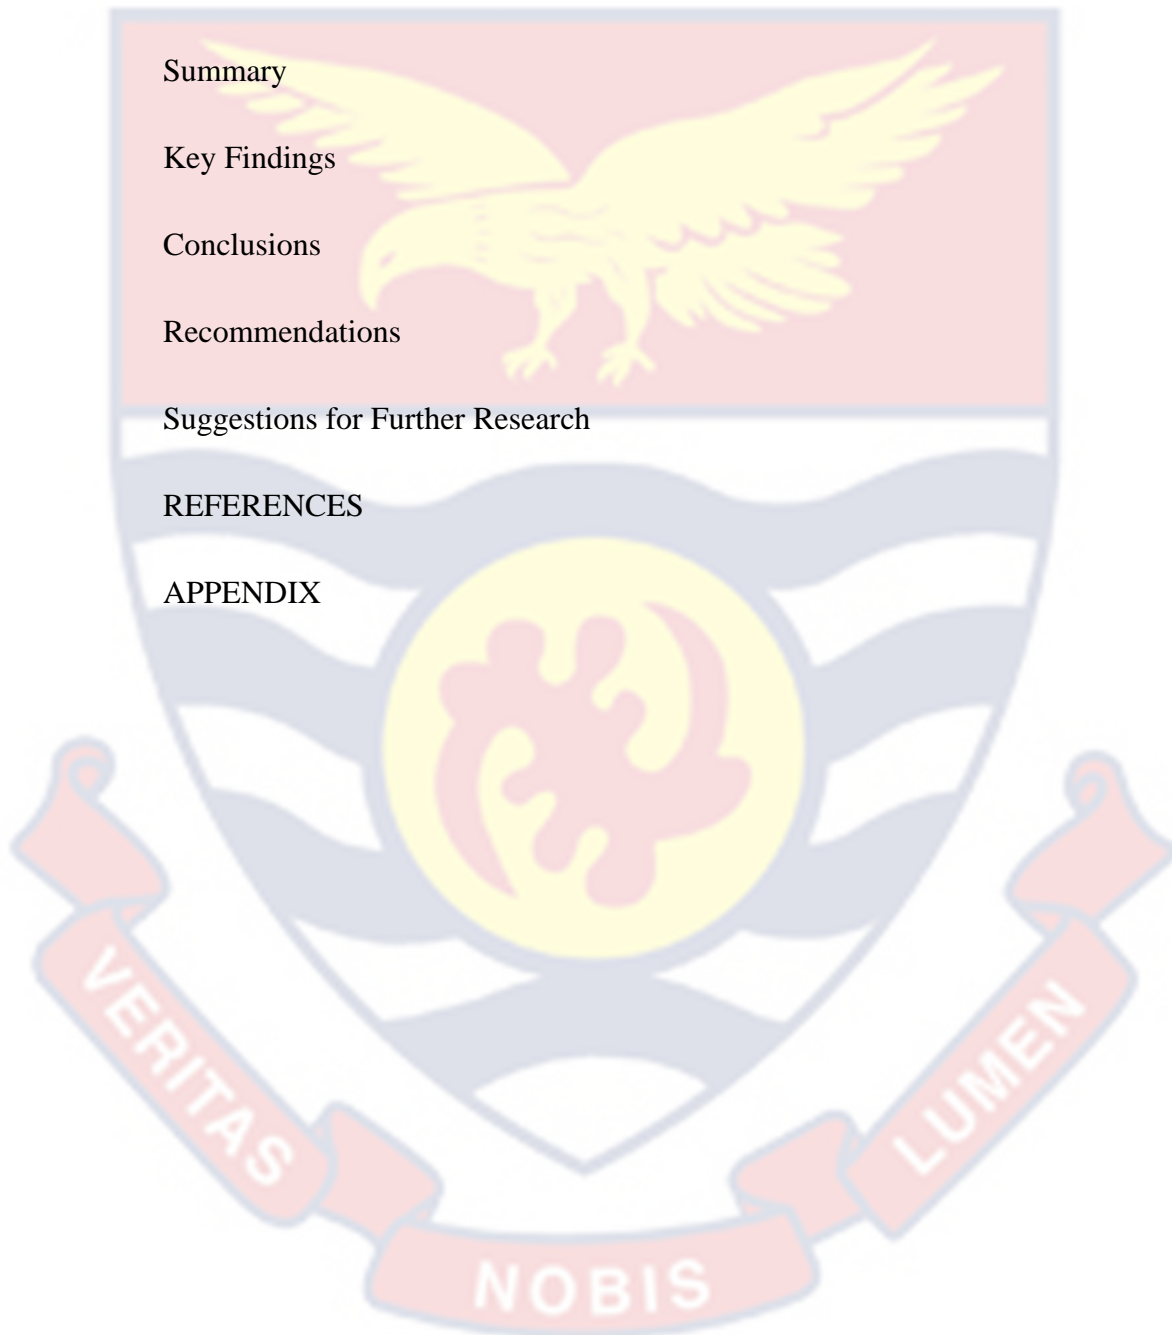 Summary
Key Findings
Conclusions
Recommendations
Suggestions for Further Research
REFERENCES
APPENDIX
VERITAS
NOBIS
LUMEN